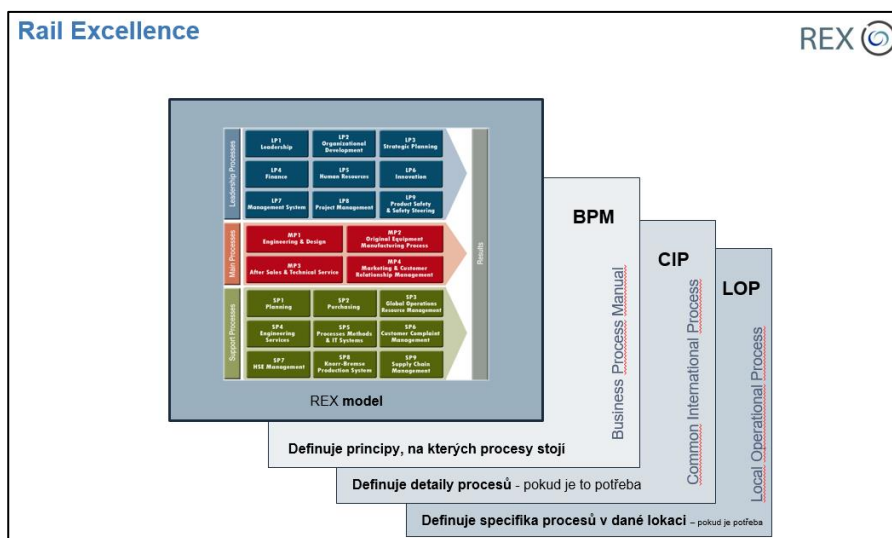 Rail Excellence
REX
Leadership Processes
LP1
Leadership
LP2
Organizational
Development
LP3
Strategic Planning
LP4
Finance
LP5
Human Resources
LP6
Innovation
LP7
Management System
LP8
Project Management
LP9
Product Safety
& Safety Steering
Main Processes
MP1
Engineering & Design
MP2
Original Equipment
Manufacturing Process
MP3
After Sales & Technical Service
MP4
Marketing & Customer
Relationship Management
Support Processes
SP1
Planning
SP2
Purchasing
SP3
Global Operations
Resource Management
SP4
Engineering
Services
SP5
Processes Methods
& IT Systems
SP6
Customer Complaint
Management
SP7
HSE Management
SP8
Knorr-Bremse
Production System
SP9
Supply Chain
Management
Results
REX model
BPM
Business Process Manual
Definuje principy, na kterých procesy stojí
CIP
Common International Process
Definuje detaily procesů - pokud je to potřeba
LOP
Local Operational Process
Definuje specifika procesů v dané lokaci – pokud je potřeba